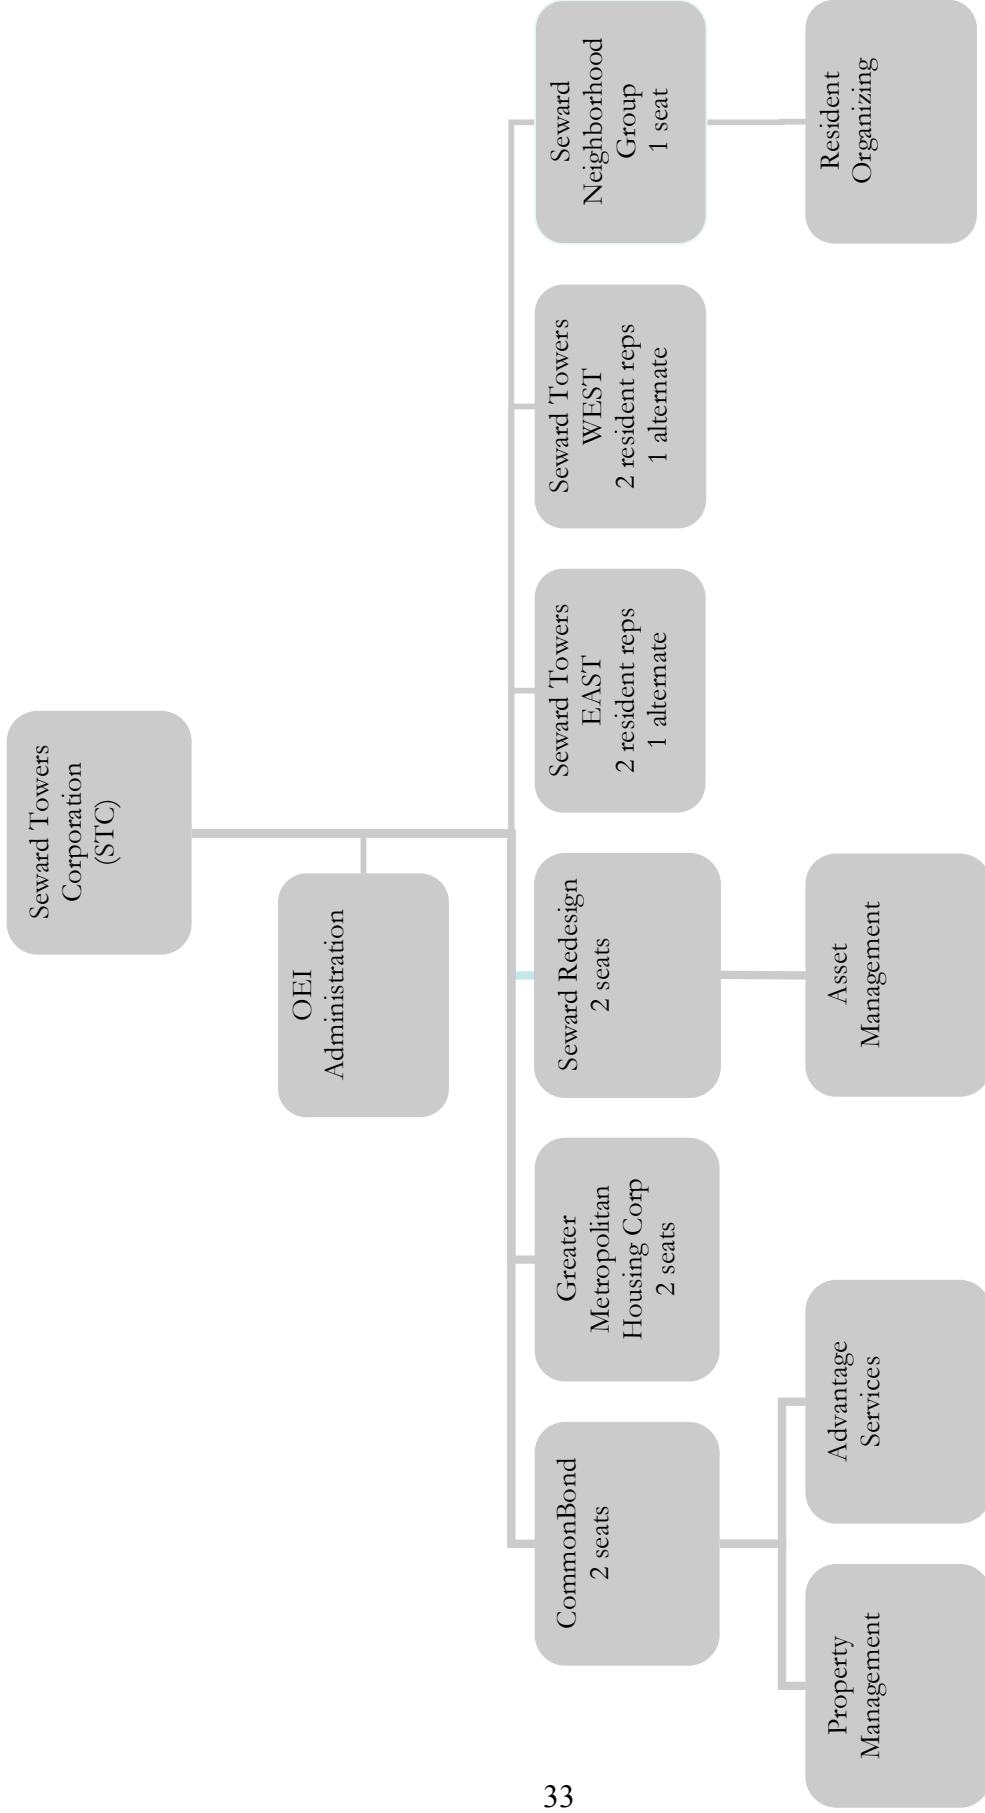 Seward Towers
Corporation
(STC)
OEI
Administration
CommonBond
2 seats
Greater
Metropolitan
Housing Corp
2 seats
Seward Redesign
2 seats
Seward Towers
EAST
2 resident reps
1 alternate
Seward Towers
WEST
2 resident reps
1 alternate
Seward
Neighborhood
Group
1 seat
Property
Management
Advantage
Services
Asset
Management
Resident
Organizing
33